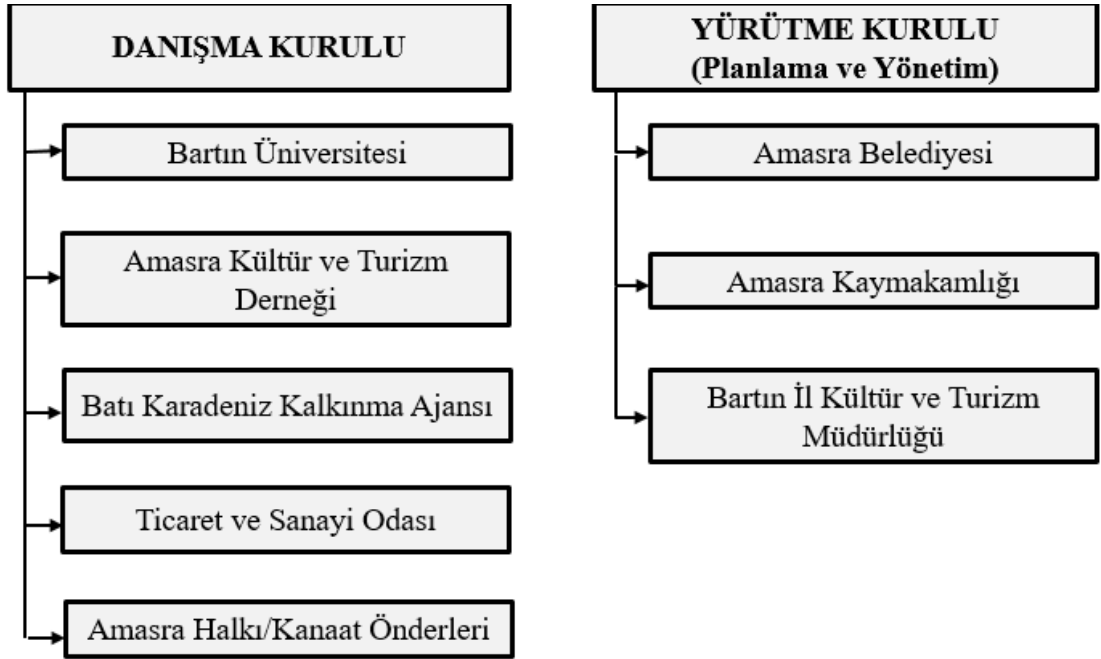 DANIŞMA KURULU
Bartın Üniversitesi
Amasra Kültür ve Turizm
Derneği
Batı Karadeniz Kalkınma Ajansı
Ticaret ve Sanayi Odası
Amasra Halkı/Kanaat Önderleri
YÜRÜTME KURULU
(Planlama ve Yönetim)
Amasra Belediyesi
Amasra Kaymakamlığı
Bartın İl Kültür ve Turizm
Müdürlüğü